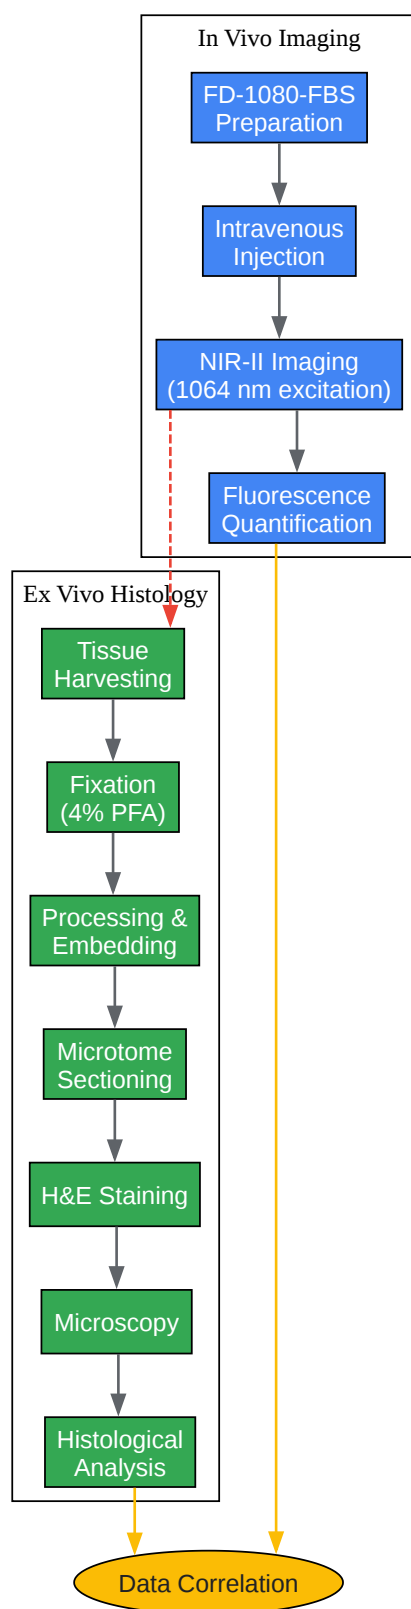 In Vivo Imaging
FD-1080-FBS
Preparation
Intravenous
Injection
NIR-II Imaging
(1064 nm excitation)
Fluorescence
Quantification
Ex Vivo Histology
Tissue
Harvesting
Fixation
(4% PFA)
Processing &
Embedding
Microtome
Sectioning
H&E Staining
Microscopy
Histological
Analysis
Data Correlation